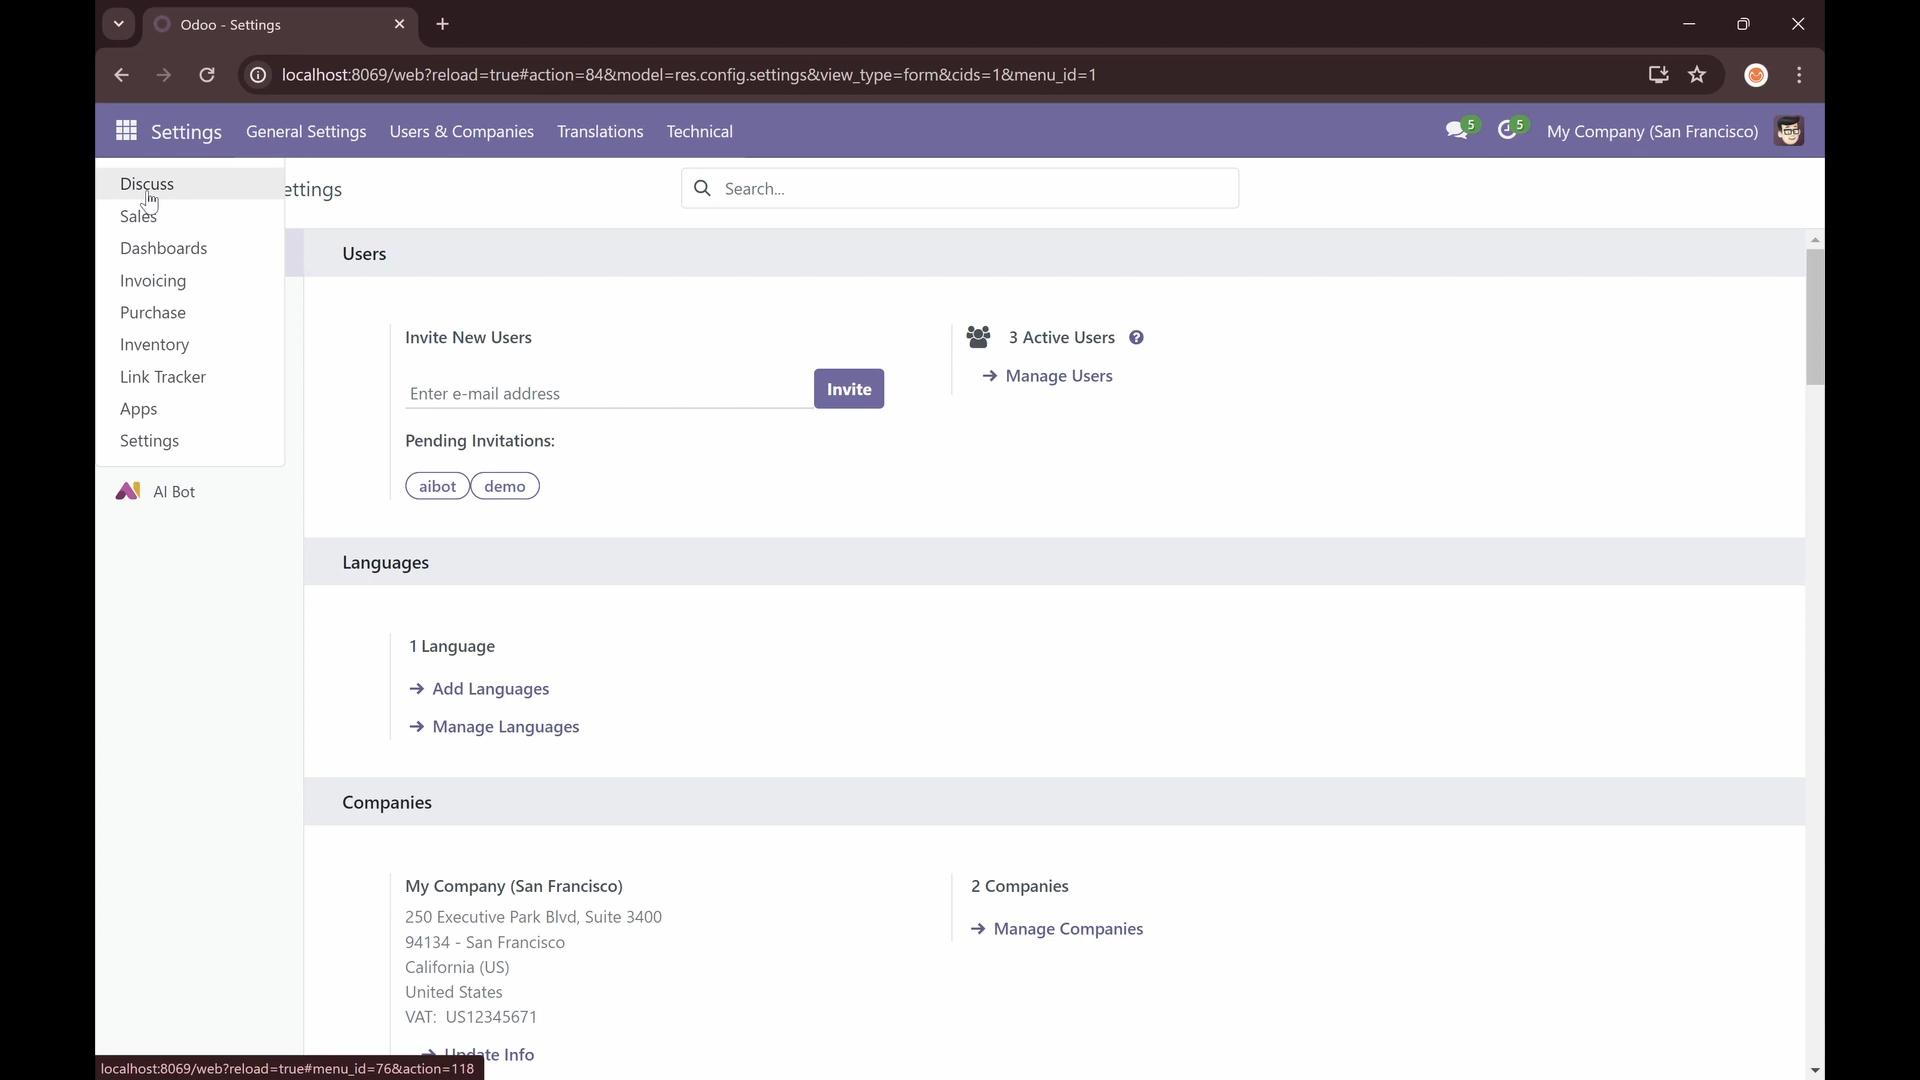 Odoo - Settings
localhost:8069/web?reload=true#action=84&model=res.config.settings&view_type=form&cids=1&menu_id=1
Settings General Settings Users & Companies Translations Technical 5 5 My Company (San Francisco)
Discuss
ettings
Search...
Sales
Dashboards
Invoicing
Purchase
Inventory
Link Tracker
Apps
Settings
AI Bot
Users
Invite New Users
Enter e-mail address
Invite
Pending Invitations:
aibot demo
3 Active Users ?
→ Manage Users
Languages
1 Language
→ Add Languages
→ Manage Languages
Companies
My Company (San Francisco)
250 Executive Park Blvd, Suite 3400
94134 - San Francisco
California (US)
United States
VAT: US12345671
→ Update Info
2 Companies
→ Manage Companies
localhost:8069/web?reload=true#menu_id=76&action=118